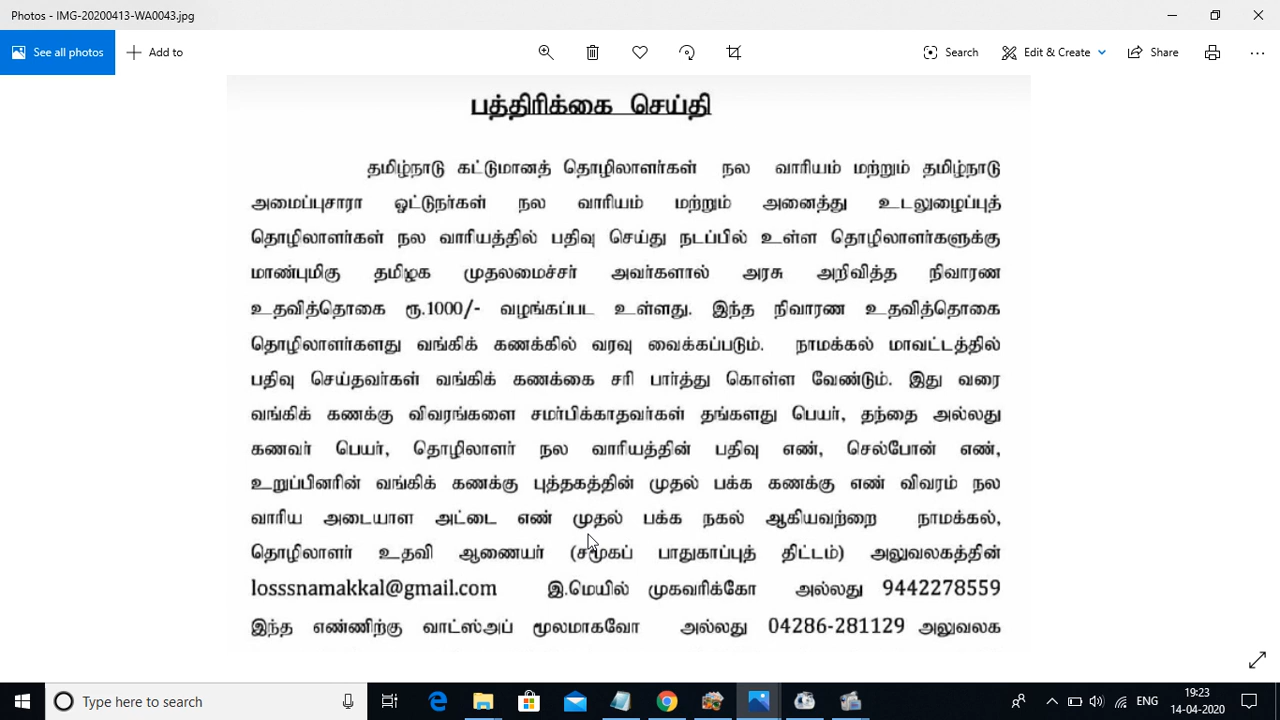 Photos - IMG-20200413-WA0043.jpg
See all photos
Add to
Search
Edit & Create
Share
பத்திரிக்கை செய்தி
தமிழ்நாடு கட்டுமானத் தொழிலாளர்கள் நல வாரியம் மற்றும் தமிழ்நாடு
அமைப்புசாரா ஓட்டுநர்கள் நல வாரியம் மற்றும் அனைத்து உடலுழைப்புத்
தொழிலாளர்கள் நல வாரியத்தில் பதிவு செய்து நடப்பில் உள்ள தொழிலாளர்களுக்கு
மாண்புமிகு தமிழக முதலமைச்சர் அவர்களால் அரசு அறிவித்த நிவாரண
உதவித்தொகை ரூ.1000/- வழங்கப்பட உள்ளது. இந்த நிவாரண உதவித்தொகை
தொழிலாளர்களது வங்கிக் கணக்கில் வரவு வைக்கப்படும். நாமக்கல் மாவட்டத்தில்
பதிவு செய்தவர்கள் வங்கிக் கணக்கை சரி பார்த்து கொள்ள வேண்டும். இது வரை
வங்கிக் கணக்கு விவரங்களை சமர்பிக்காதவர்கள் தங்களது பெயர், தந்தை அல்லது
கணவர் பெயர், தொழிலாளர் நல வாரியத்தின் பதிவு எண், செல்போன் எண்,
உறுப்பினரின் வங்கிக் கணக்கு புத்தகத்தின் முதல் பக்க கணக்கு எண் விவரம் நல
வாரிய அடையாள அட்டை எண் முதல் பக்க நகல் ஆகியவற்றை நாமக்கல்,
தொழிலாளர் உதவி ஆணையர் (சமூகப் பாதுகாப்புத் திட்டம்) அலுவலகத்தின்
losssnamakkal@gmail.com இ.மெயில் முகவரிக்கோ அல்லது 9442278559
இந்த எண்ணிற்கு வாட்ஸ்அப் மூலமாகவோ அல்லது 04286-281129 அலுவலக
Type here to search
ENG
19:23
14-04-2020